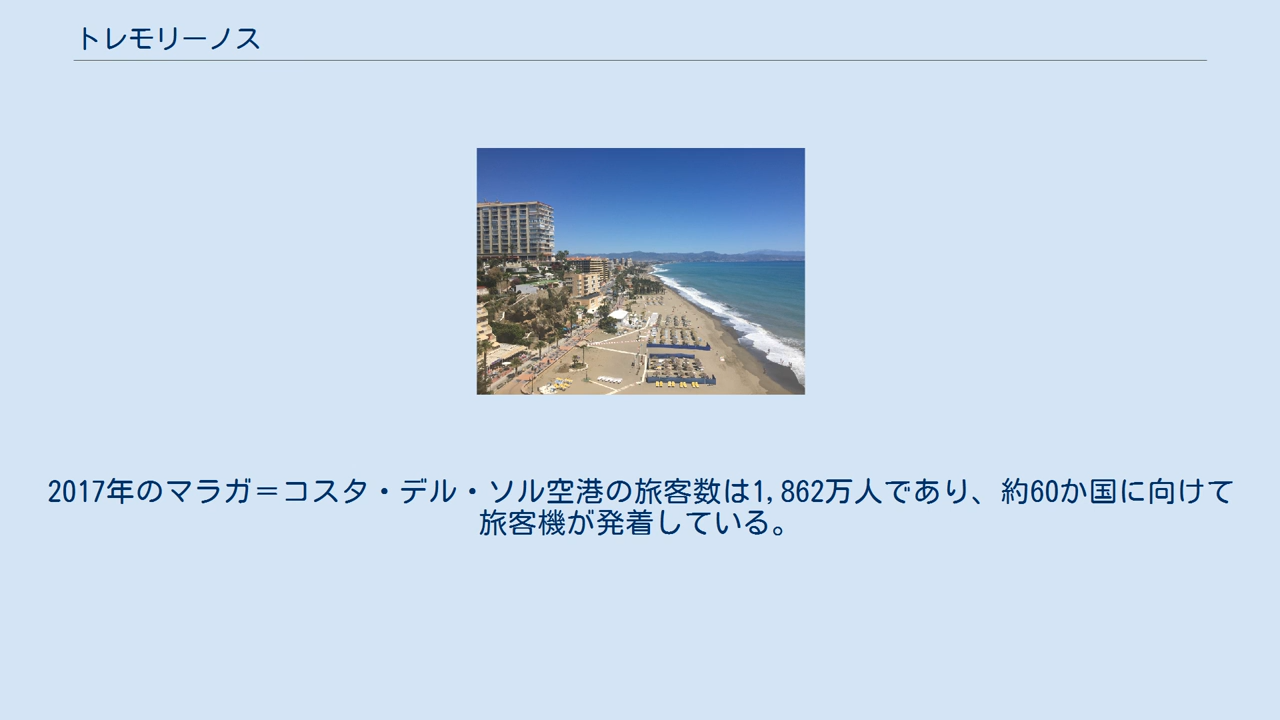 トレモリーノス
2017年のマラガ＝コスタ・デル・ソル空港の旅客数は1,862万人であり、約60か国に向けて
旅客機が発着している。